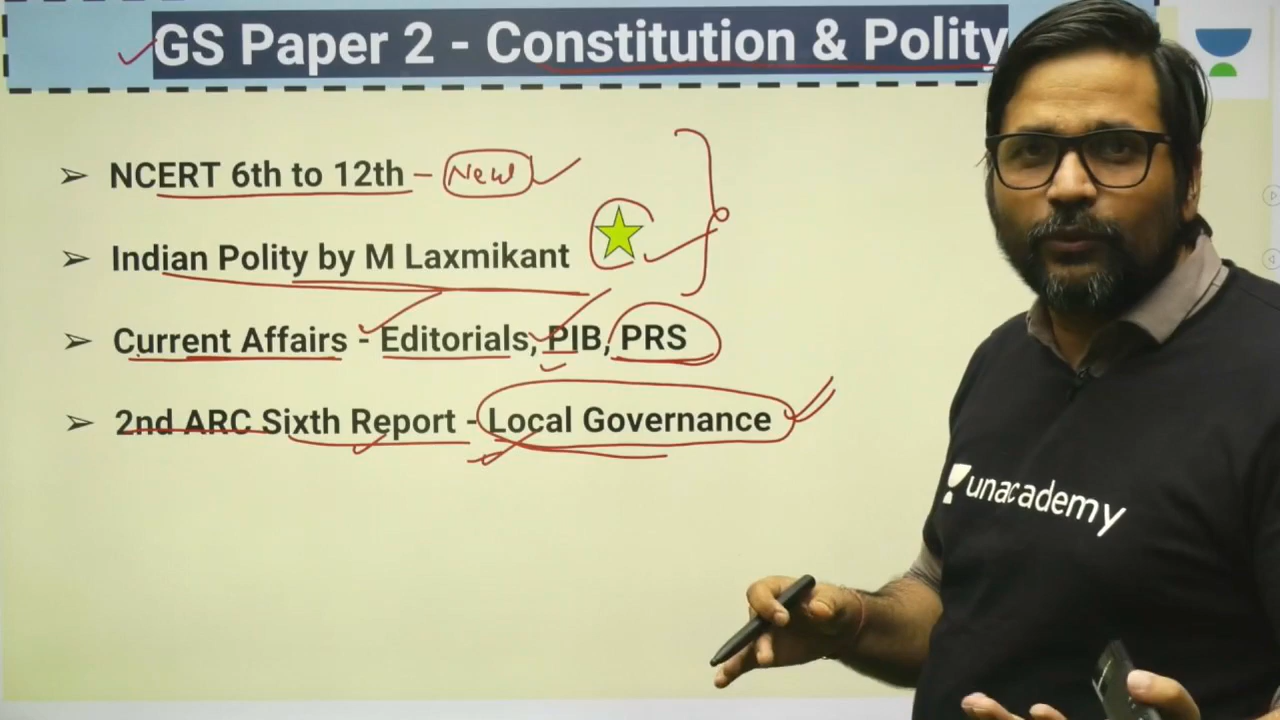 GS Paper 2 - Constitution & Polity
➢ NCERT 6th to 12th - New
➢ Indian Polity by M Laxmikant
➢ Current Affairs - Editorials, PIB, PRS
➢ 2nd ARC Sixth Report - Local Governance
unacademy